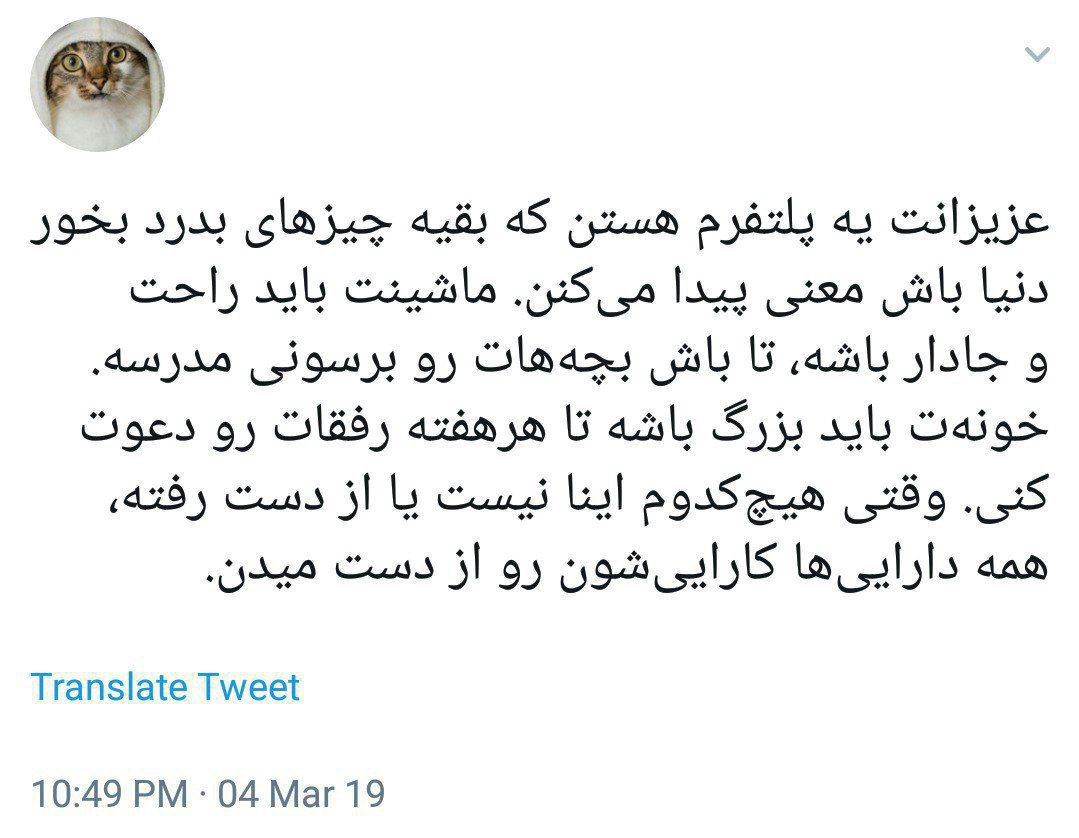 عزیزانت یه پلتفرم هستن که بقیه چیزهای بدرد بخور
دنیا باش معنی پیدا می‌کنن. ماشینت باید راحت
و جادار باشه، تا باش بچه‌هات رو برسونی مدرسه.
خونه‌ت باید بزرگ باشه تا هرهفته رفقات رو دعوت
کنی. وقتی هیچ‌کدوم اینا نیست یا از دست رفته،
همه دارایی‌ها کارایی‌شون رو از دست میدن.
Translate Tweet
10:49 PM · 04 Mar 19